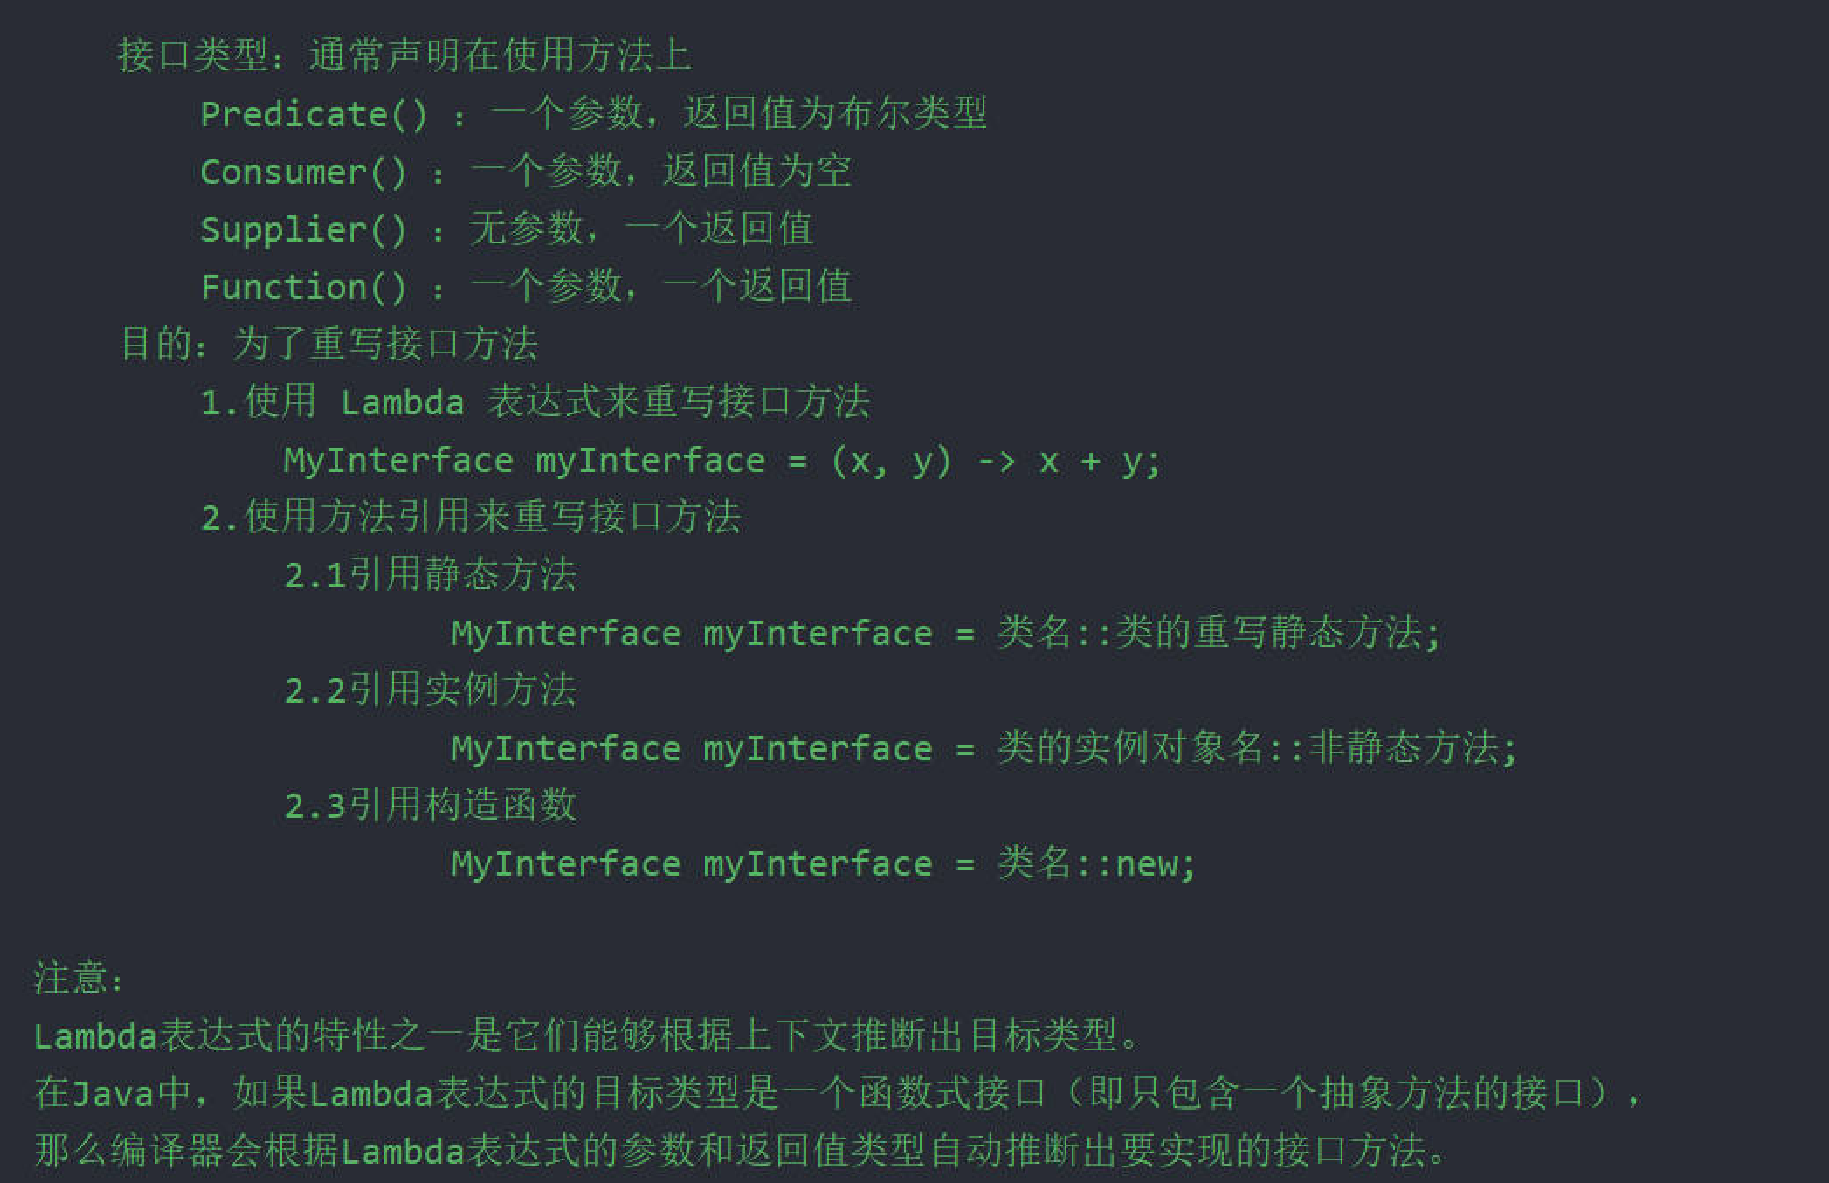 接口类型：通常声明在使用方法上
Predicate() ：一个参数，返回值为布尔类型
Consumer() ：一个参数，返回值为空
Supplier() ：无参数，一个返回值
Function() ：一个参数，一个返回值
目的：为了重写接口方法
1.使用 Lambda 表达式来重写接口方法
MyInterface myInterface = (x, y) -> x + y;
2.使用方法引用来重写接口方法
2.1引用静态方法
MyInterface myInterface = 类名::类的重写静态方法;
2.2引用实例方法
MyInterface myInterface = 类的实例对象名::非静态方法;
2.3引用构造函数
MyInterface myInterface = 类名::new;
注意：
Lambda表达式的特性之一是它们能够根据上下文推断出目标类型。
在Java中，如果Lambda表达式的目标类型是一个函数式接口（即只包含一个抽象方法的接口），
那么编译器会根据Lambda表达式的参数和返回值类型自动推断出要实现的接口方法。